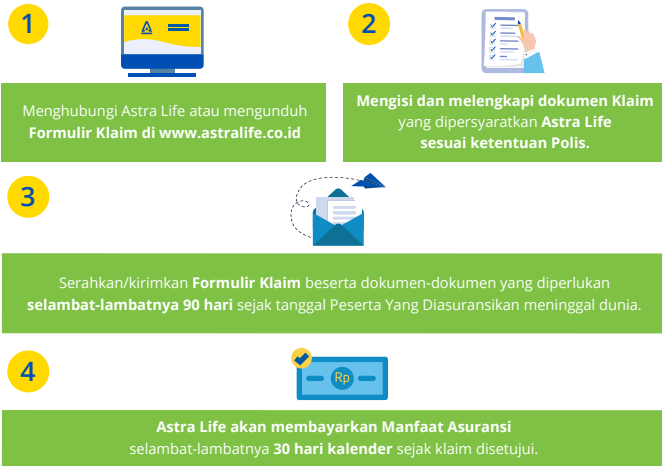 1
2
Menghubungi Astra Life atau mengunduh
Formulir Klaim di www.astralife.co.id
Mengisi dan melengkapi dokumen Klaim
yang dipersyaratkan Astra Life
sesuai ketentuan Polis.
3
Serahkan/kirimkan Formulir Klaim beserta dokumen-dokumen yang diperlukan
selambat-lambatnya 90 hari sejak tanggal Peserta Yang Diasuransikan meninggal dunia.
4
Rp
Astra Life akan membayarkan Manfaat Asuransi
selambat-lambatnya 30 hari kalender sejak klaim disetujui.